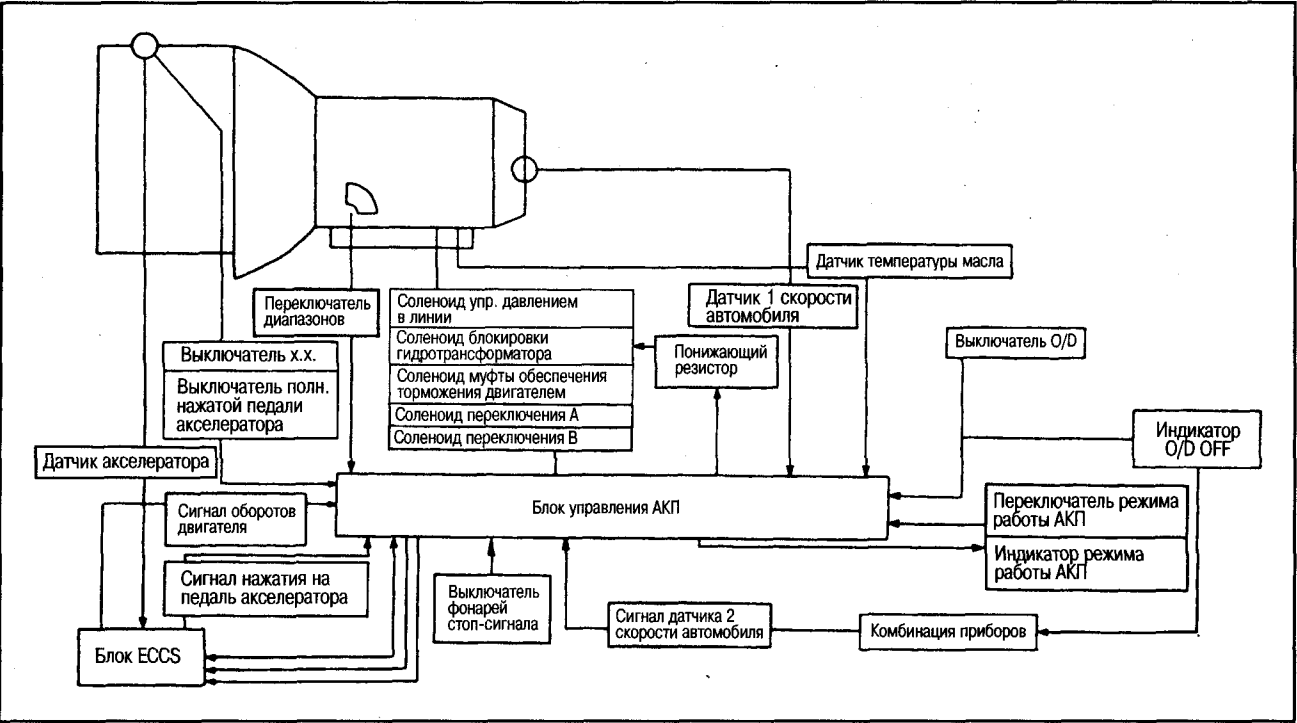 Датчик температуры масла
Переключатель
диапазонов
Соленоид упр. давлением
в линии
Датчик 1 скорости
автомобиля
Соленоид блокировки
гидротрансформатора
Понижающий
резистор
Выключатель O/D
Выключатель х.х.
Выключатель полн.
нажатой педали
акселератора
Соленоид муфты обеспечения
торможения двигателем
Соленоид переключения А
Соленоид переключения В
Индикатор
O/D OFF
Датчик акселератора
Сигнал оборотов
двигателя
Блок управления АКП
Переключатель режима
работы АКП
Индикатор режима
работы АКП
Сигнал нажатия на
педаль акселератора
Выключатель
фонарей
стоп-сигнала
Сигнал датчика 2
скорости автомобиля
Комбинация приборов
Блок ECCS